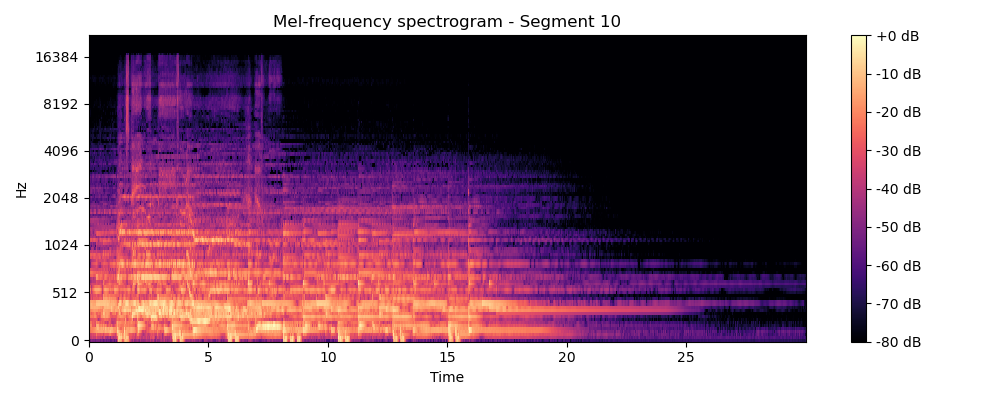 Mel-frequency spectrogram - Segment 10
Hz
16384
8192
4096
2048
1024
512
0
0 5 10 15 20 25
Time
+0 dB
-10 dB
-20 dB
-30 dB
-40 dB
-50 dB
-60 dB
-70 dB
-80 dB